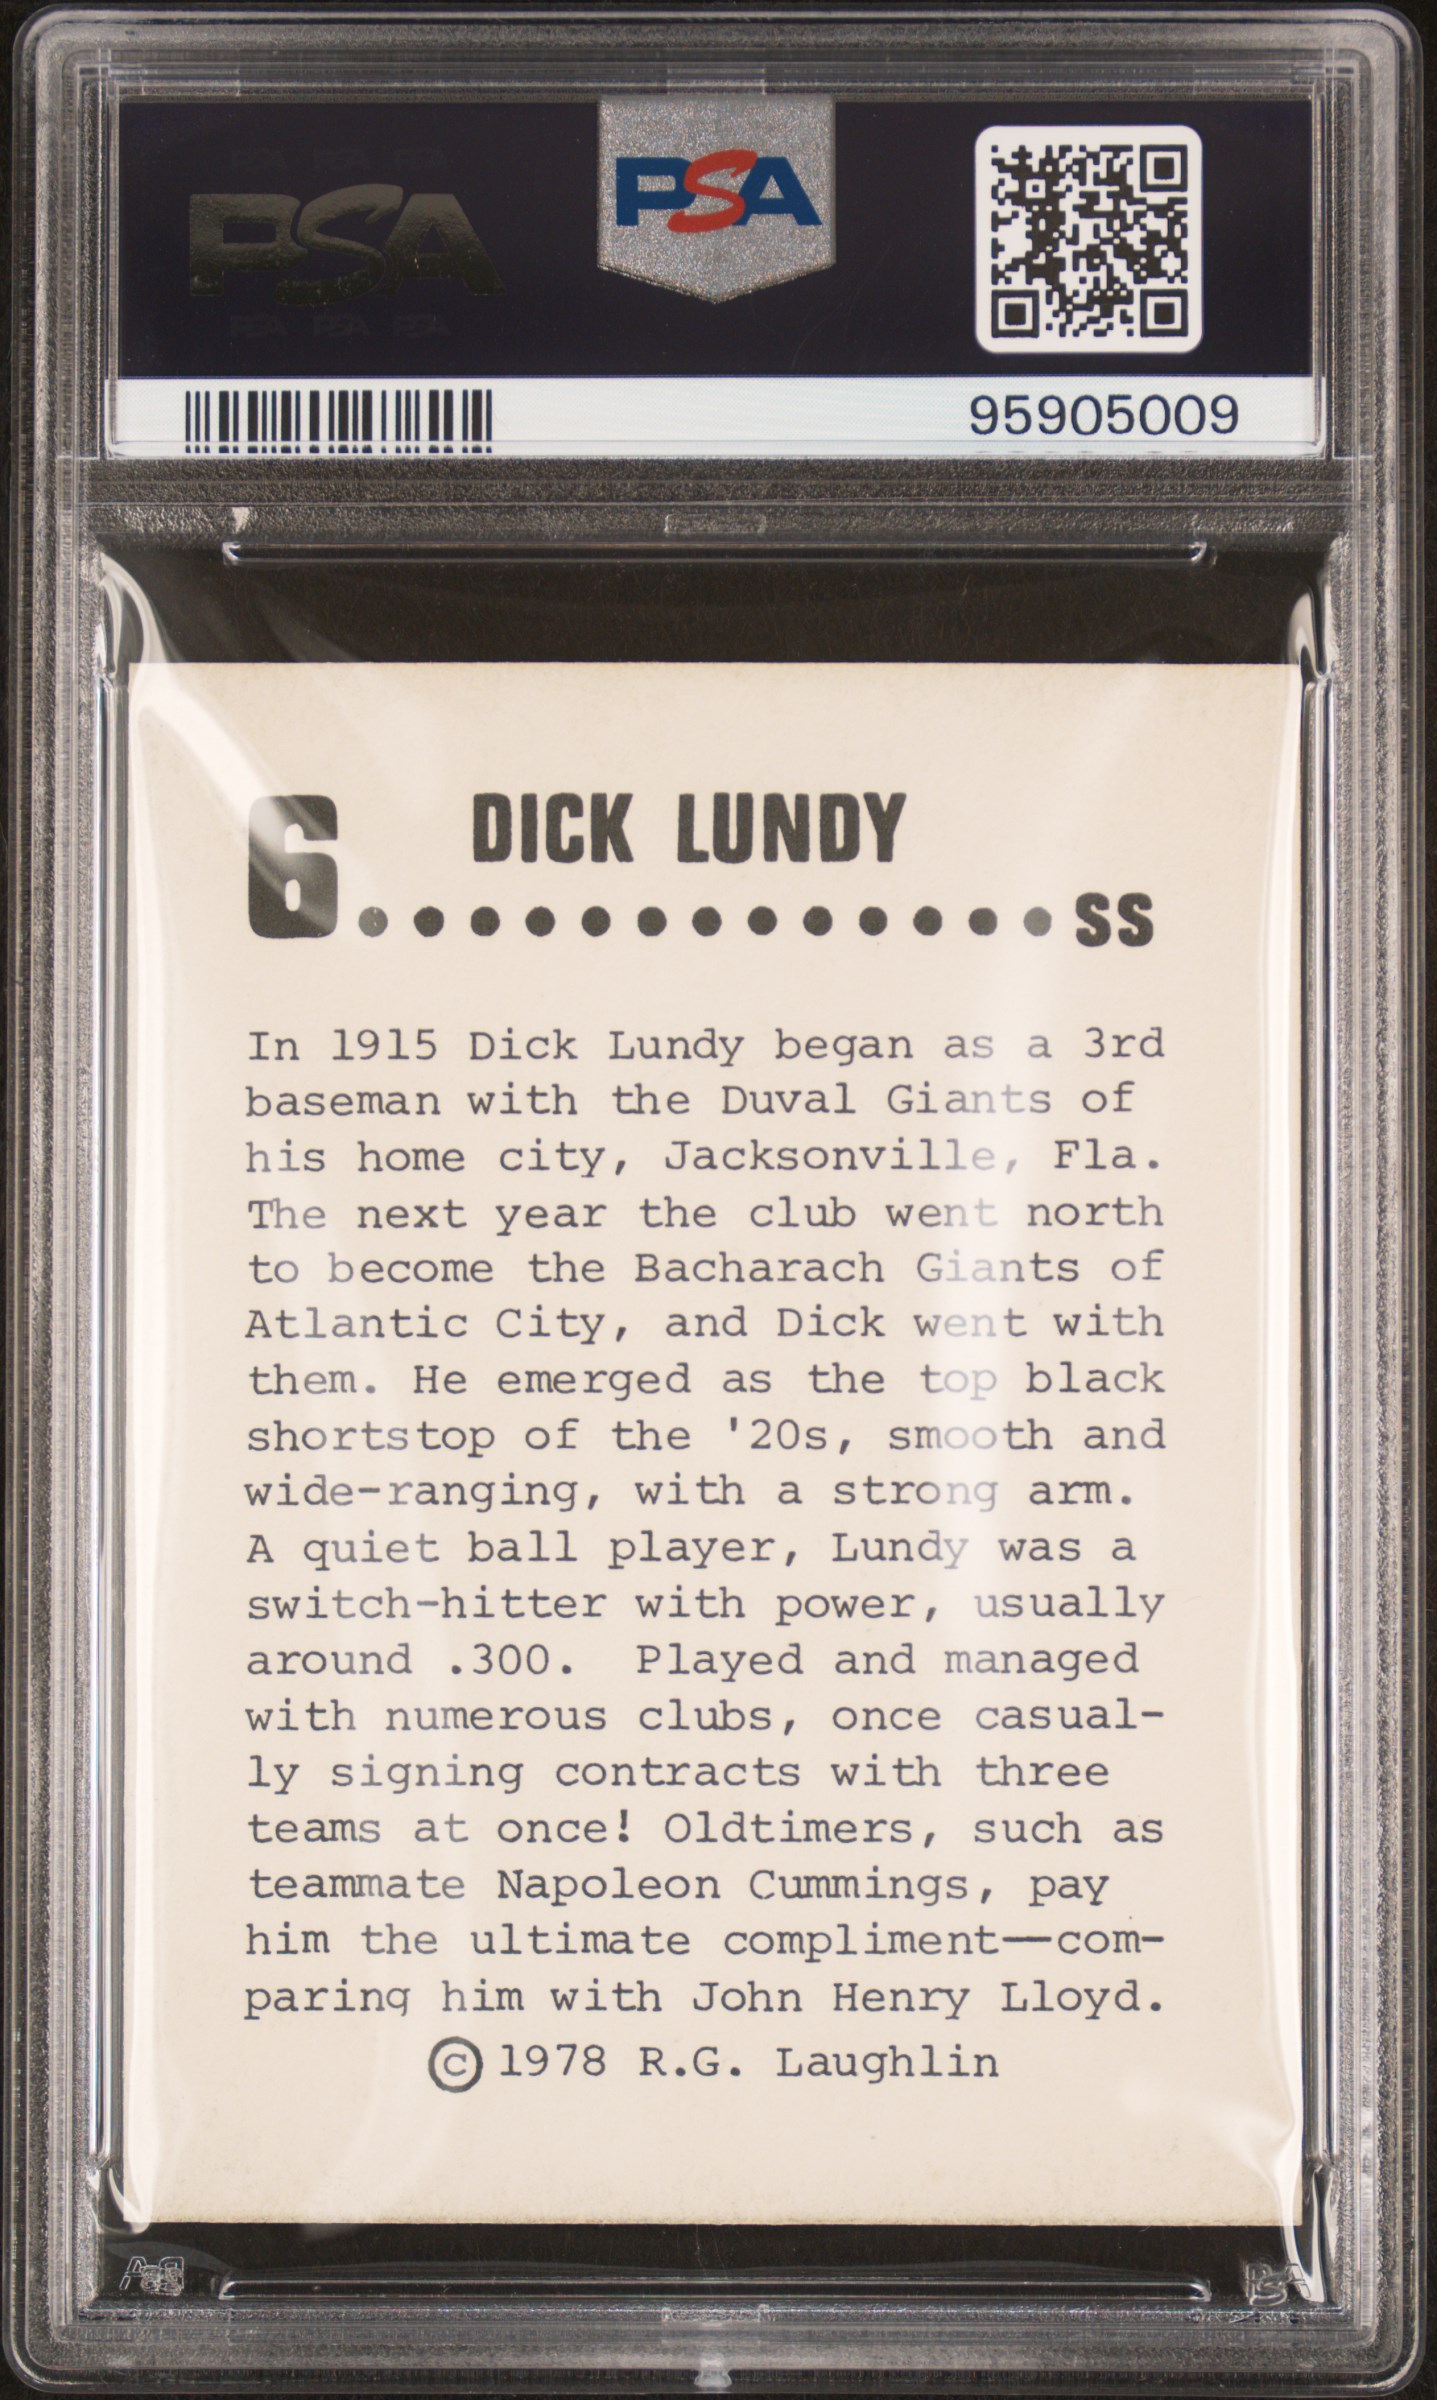 PSA
PSA
95905009
6 DICK LUNDY
..............SS
In 1915 Dick Lundy began as a 3rd
baseman with the Duval Giants of
his home city, Jacksonville, Fla.
The next year the club went north
to become the Bacharach Giants of
Atlantic City, and Dick went with
them. He emerged as the top black
shortstop of the '20s, smooth and
wide-ranging, with a strong arm.
A quiet ball player, Lundy was a
switch-hitter with power, usually
around .300.  Played and managed
with numerous clubs, once casual-
ly signing contracts with three
teams at once! Oldtimers, such as
teammate Napoleon Cummings, pay
him the ultimate compliment——com-
paring him with John Henry Lloyd.
© 1978 R.G. Laughlin
PSA